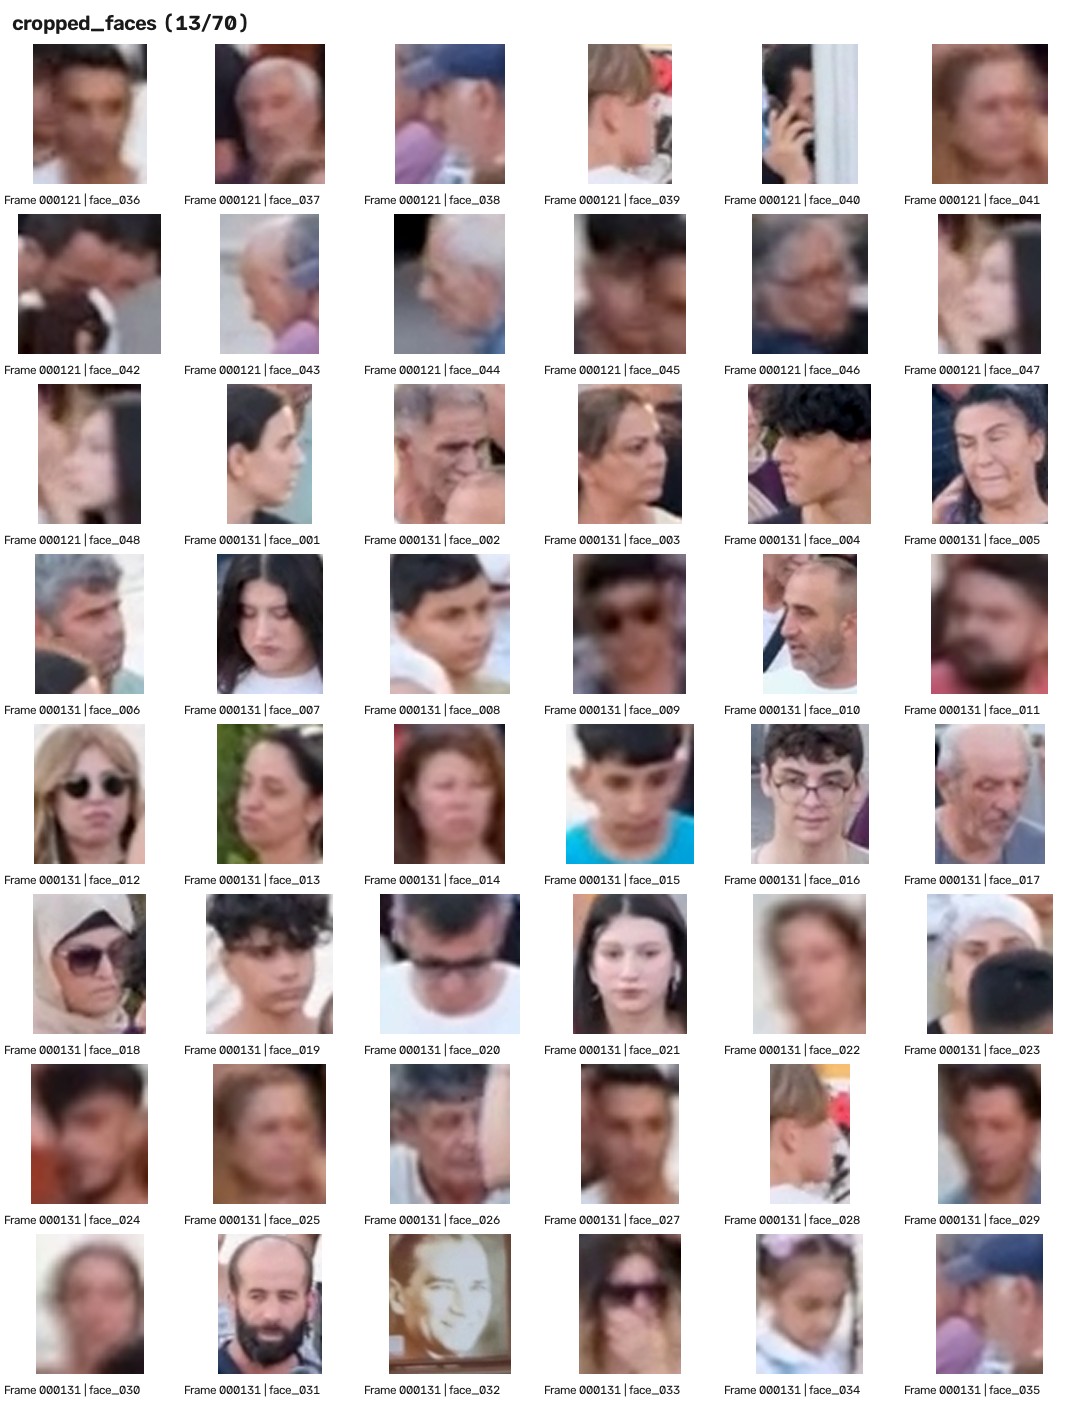 cropped_faces (13/70)
Frame 000121 | face_036
Frame 000121 | face_037
Frame 000121 | face_038
Frame 000121 | face_039
Frame 000121 | face_040
Frame 000121 | face_041
Frame 000121 | face_042
Frame 000121 | face_043
Frame 000121 | face_044
Frame 000121 | face_045
Frame 000121 | face_046
Frame 000121 | face_047
Frame 000121 | face_048
Frame 000131 | face_001
Frame 000131 | face_002
Frame 000131 | face_003
Frame 000131 | face_004
Frame 000131 | face_005
Frame 000131 | face_006
Frame 000131 | face_007
Frame 000131 | face_008
Frame 000131 | face_009
Frame 000131 | face_010
Frame 000131 | face_011
Frame 000131 | face_012
Frame 000131 | face_013
Frame 000131 | face_014
Frame 000131 | face_015
Frame 000131 | face_016
Frame 000131 | face_017
Frame 000131 | face_018
Frame 000131 | face_019
Frame 000131 | face_020
Frame 000131 | face_021
Frame 000131 | face_022
Frame 000131 | face_023
Frame 000131 | face_024
Frame 000131 | face_025
Frame 000131 | face_026
Frame 000131 | face_027
Frame 000131 | face_028
Frame 000131 | face_029
Frame 000131 | face_030
Frame 000131 | face_031
Frame 000131 | face_032
Frame 000131 | face_033
Frame 000131 | face_034
Frame 000131 | face_035